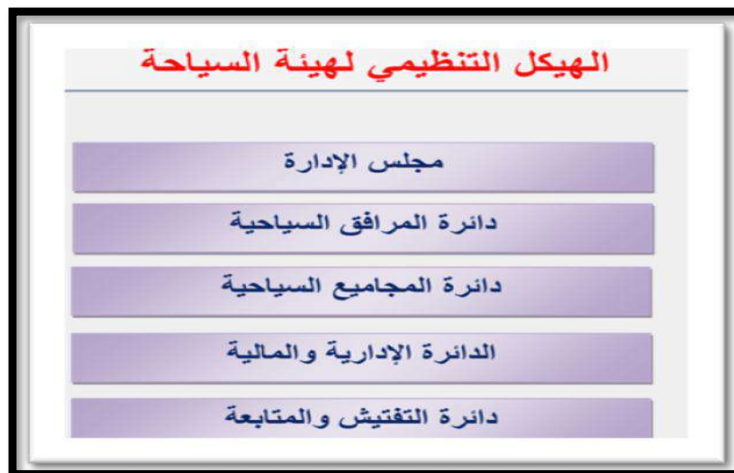 الهيكل التنظيمي لهيئة السياحة
مجلس الإدارة
دائرة المرافق السياحية
دائرة المجاميع السياحية
الدائرة الإدارية والمالية
دائرة التفتيش والمتابعة